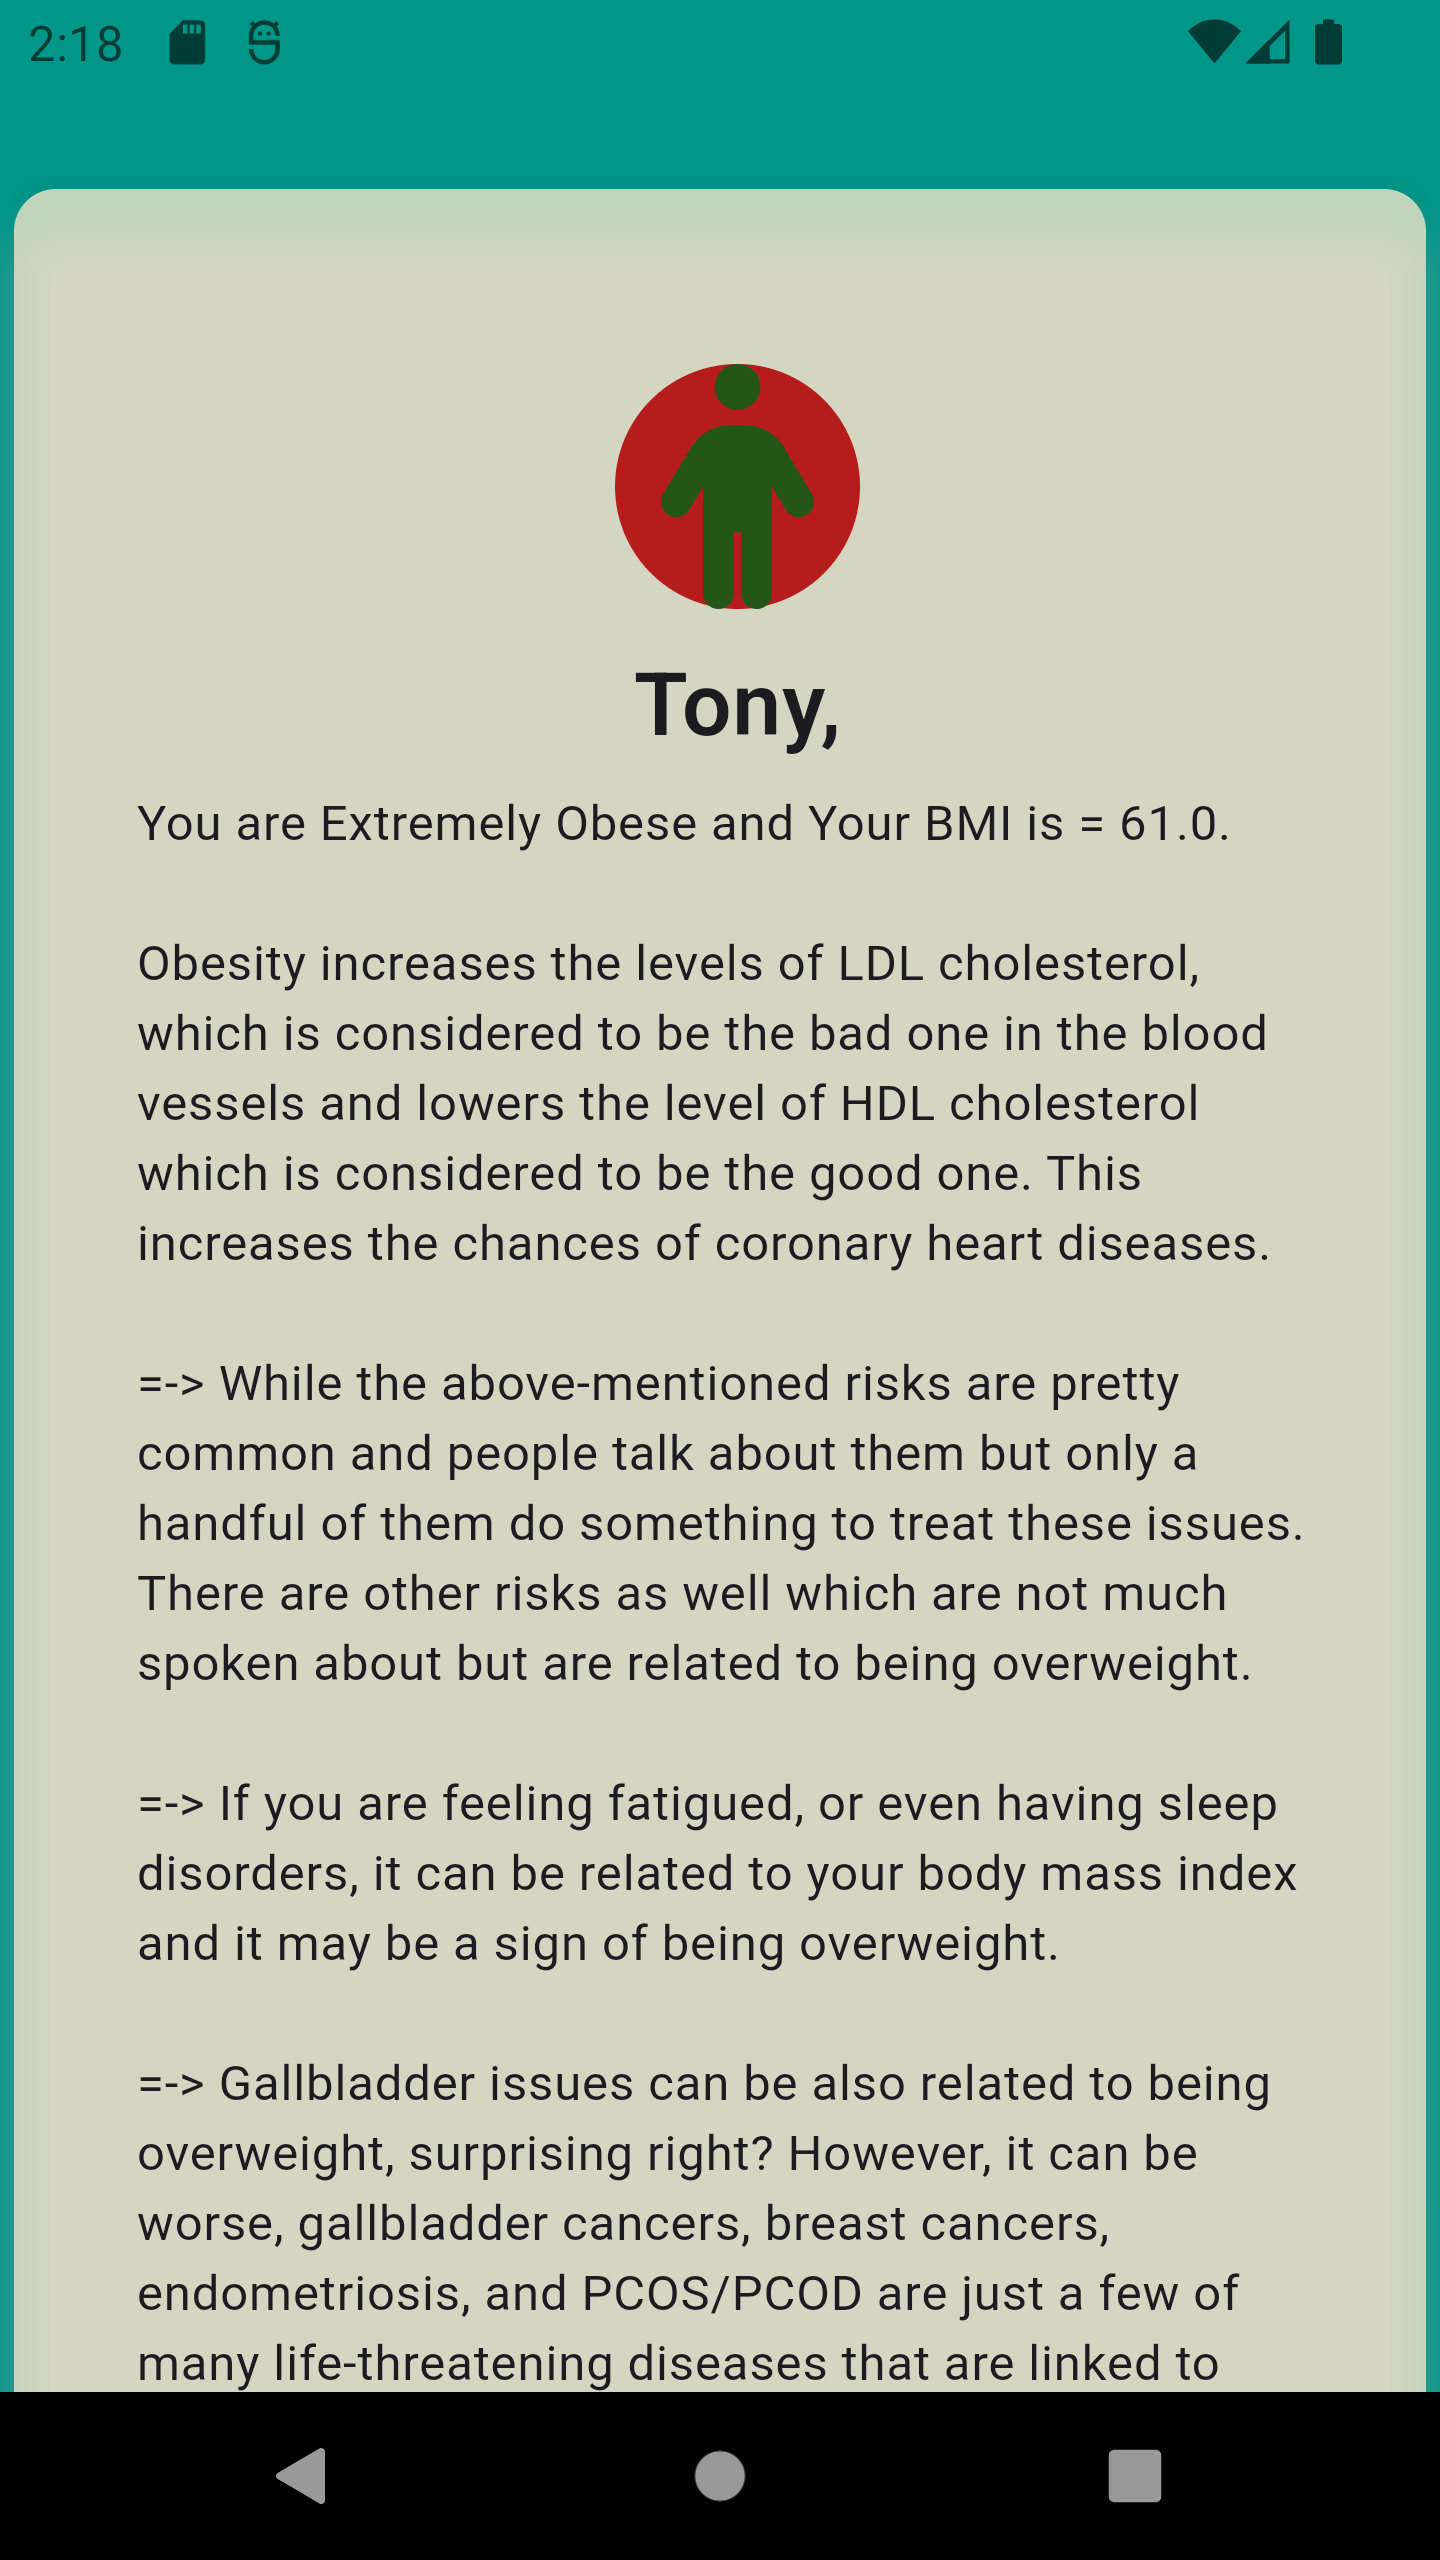 2:18
Tony,
You are Extremely Obese and Your BMI is = 61.0.
Obesity increases the levels of LDL cholesterol,
which is considered to be the bad one in the blood
vessels and lowers the level of HDL cholesterol
which is considered to be the good one. This
increases the chances of coronary heart diseases.
=-> While the above-mentioned risks are pretty
common and people talk about them but only a
handful of them do something to treat these issues.
There are other risks as well which are not much
spoken about but are related to being overweight.
=-> If you are feeling fatigued, or even having sleep
disorders, it can be related to your body mass index
and it may be a sign of being overweight.
=-> Gallbladder issues can be also related to being
overweight, surprising right? However, it can be
worse, gallbladder cancers, breast cancers,
endometriosis, and PCOS/PCOD are just a few of
many life-threatening diseases that are linked to